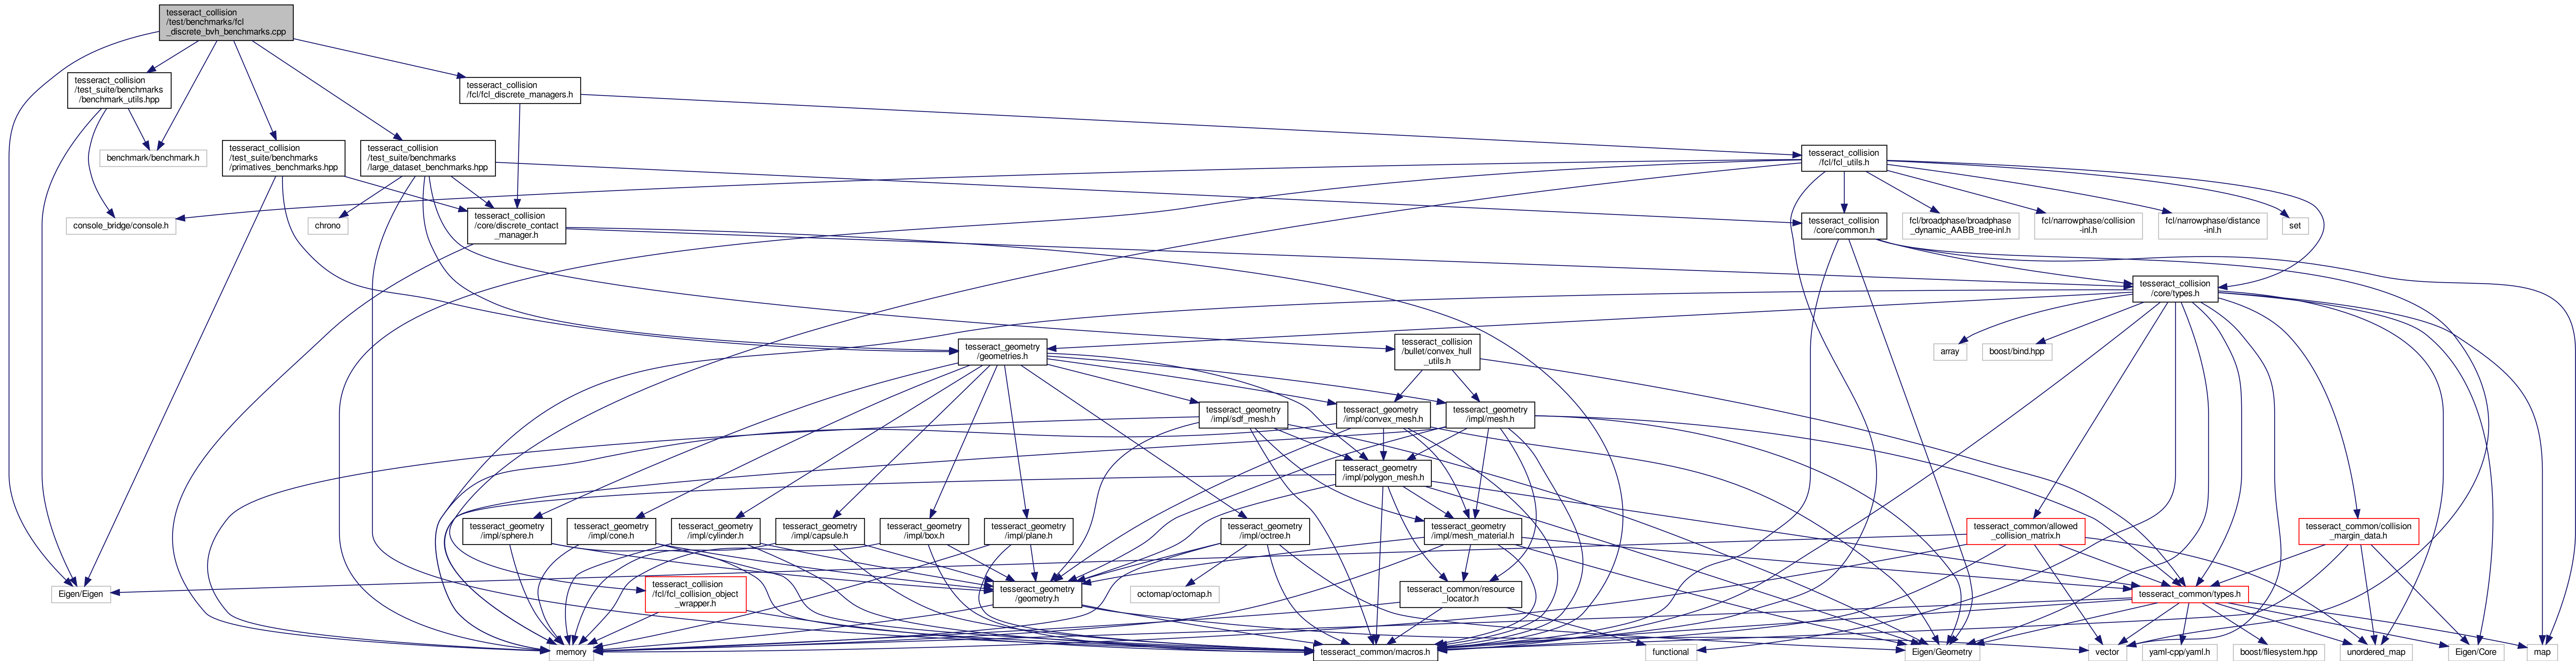 tesseract_collision
/test/benchmarks/fcl
_discrete_bvh_benchmarks.cpp
tesseract_collision
/test_suite/benchmarks
/benchmark_utils.hpp
tesseract_collision
/fcl/fcl_discrete_managers.h
benchmark/benchmark.h
tesseract_collision
/test_suite/benchmarks
/primatives_benchmarks.hpp
tesseract_collision
/test_suite/benchmarks
/large_dataset_benchmarks.hpp
tesseract_collision
/fcl/fcl_utils.h
console_bridge/console.h
chrono
tesseract_collision
/core/discrete_contact
_manager.h
tesseract_collision
/core/common.h
fcl/broadphase/broadphase
_dynamic_AABB_tree-inl.h
fcl/narrowphase/collision
-inl.h
fcl/narrowphase/distance
-inl.h
set
tesseract_collision
/core/types.h
tesseract_geometry
/geometries.h
tesseract_collision
/bullet/convex_hull
_utils.h
array
boost/bind.hpp
tesseract_geometry
/impl/sdf_mesh.h
tesseract_geometry
/impl/convex_mesh.h
tesseract_geometry
/impl/mesh.h
tesseract_geometry
/impl/polygon_mesh.h
tesseract_geometry
/impl/sphere.h
tesseract_geometry
/impl/cone.h
tesseract_geometry
/impl/cylinder.h
tesseract_geometry
/impl/capsule.h
tesseract_geometry
/impl/box.h
tesseract_geometry
/impl/plane.h
tesseract_geometry
/impl/octree.h
tesseract_geometry
/impl/mesh_material.h
tesseract_common/allowed
_collision_matrix.h
tesseract_common/collision
_margin_data.h
Eigen/Eigen
tesseract_collision
/fcl/fcl_collision_object
_wrapper.h
tesseract_geometry
/geometry.h
octomap/octomap.h
tesseract_common/resource
_locator.h
tesseract_common/types.h
memory
tesseract_common/macros.h
functional
Eigen/Geometry
vector
yaml-cpp/yaml.h
boost/filesystem.hpp
unordered_map
Eigen/Core
map